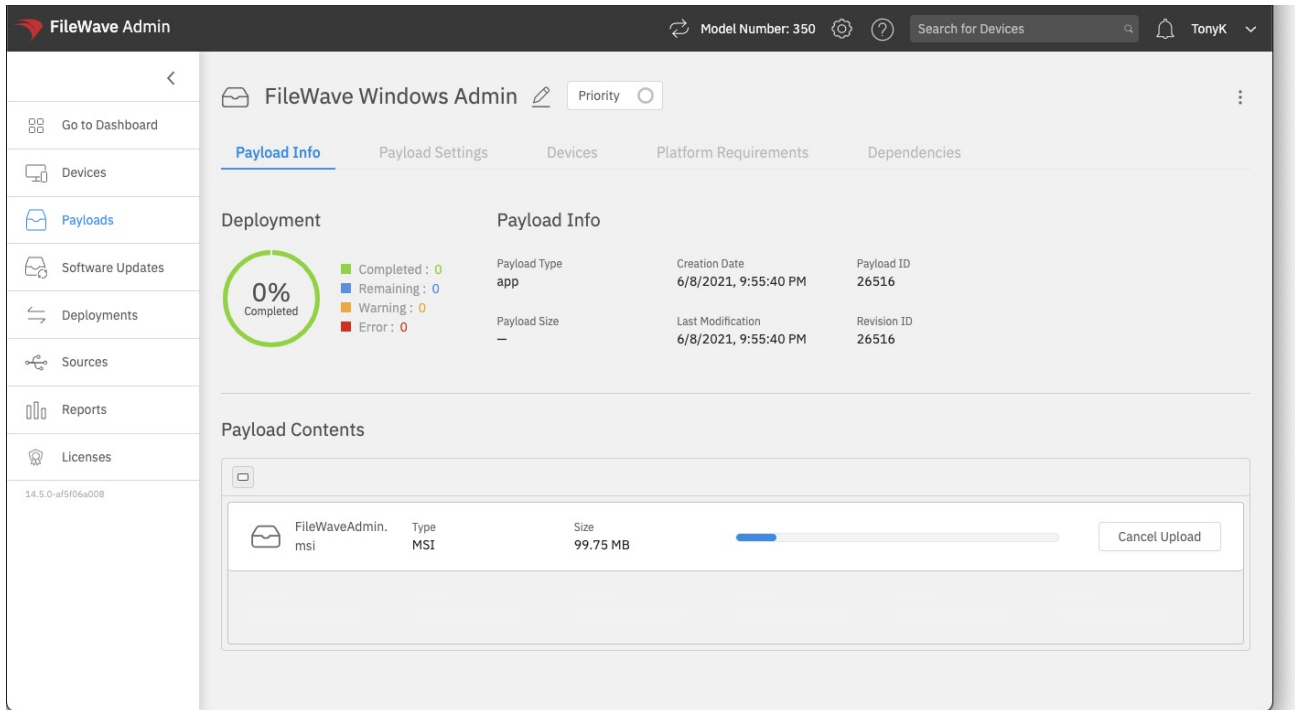 FileWave Admin
Model Number: 350
Search for Devices
TonyK
Go to Dashboard
Devices
Payloads
Software Updates
Deployments
Sources
Reports
Licenses
14.5.0-af5f06a008
FileWave Windows Admin
Priority
Payload Info
Payload Settings
Devices
Platform Requirements
Dependencies
Deployment
0%
Completed
Completed : 0
Remaining : 0
Warning : 0
Error : 0
Payload Info
Payload Type
app
Creation Date
6/8/2021, 9:55:40 PM
Payload ID
26516
Payload Size
—
Last Modification
6/8/2021, 9:55:40 PM
Revision ID
26516
Payload Contents
FileWaveAdmin.
msi
Type
MSI
Size
99.75 MB
Cancel Upload